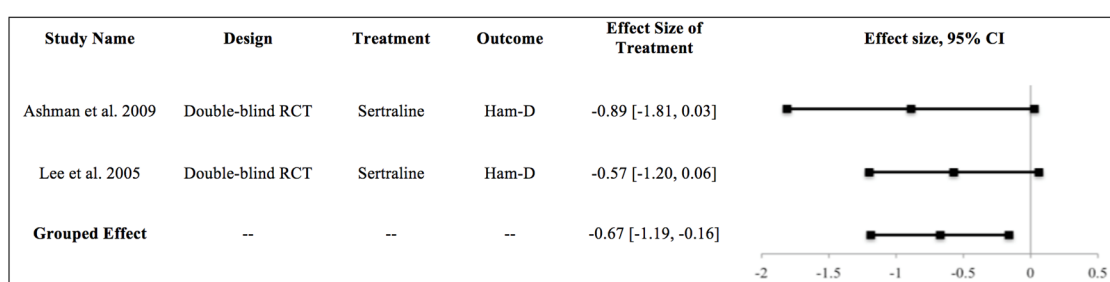 Study Name Design Treatment Outcome Effect Size of Treatment Effect size, 95% CI
Ashman et al. 2009 Double-blind RCT Sertraline Ham-D -0.89 [-1.81, 0.03]
Lee et al. 2005 Double-blind RCT Sertraline Ham-D -0.57 [-1.20, 0.06]
Grouped Effect -- -- -- -0.67 [-1.19, -0.16]
-2 -1.5 -1 -0.5 0 0.5